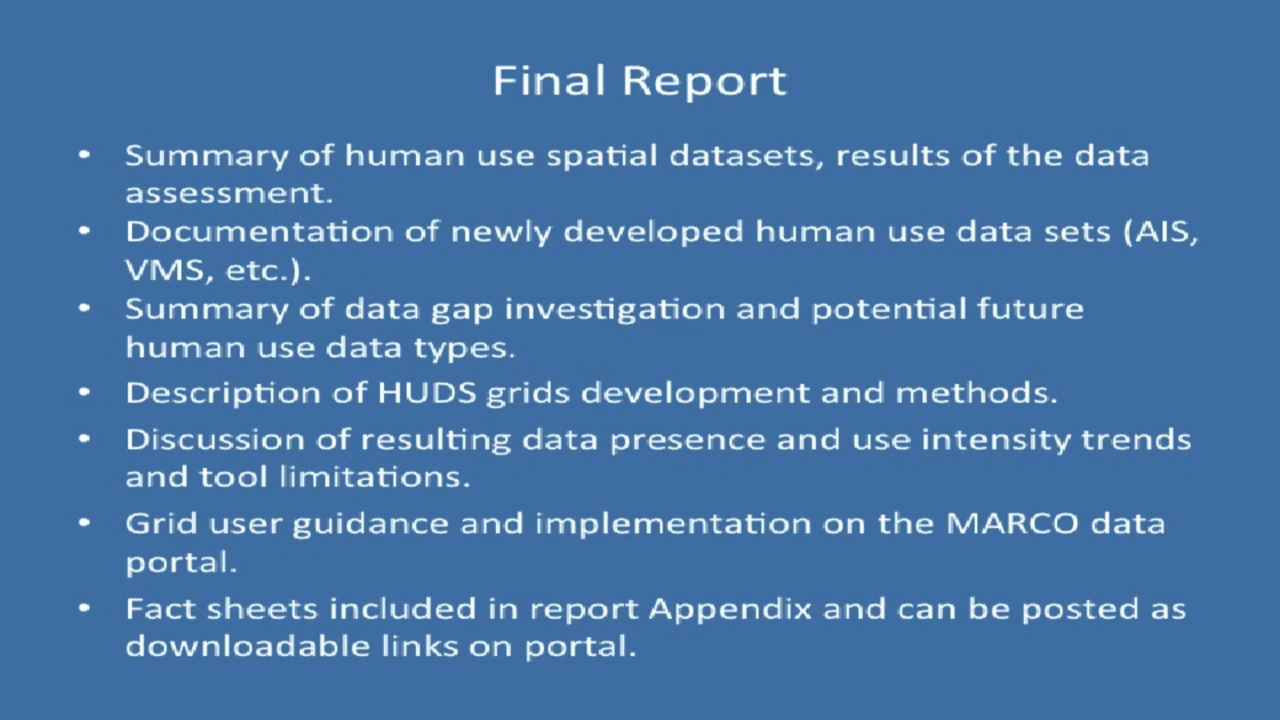 Final Report
• Summary of human use spatial datasets, results of the data
assessment.
• Documentation of newly developed human use data sets (AIS,
VMS, etc.).
• Summary of data gap investigation and potential future
human use data types.
• Description of HUDS grids development and methods.
• Discussion of resulting data presence and use intensity trends
and tool limitations.
• Grid user guidance and implementation on the MARCO data
portal.
• Fact sheets included in report Appendix and can be posted as
downloadable links on portal.